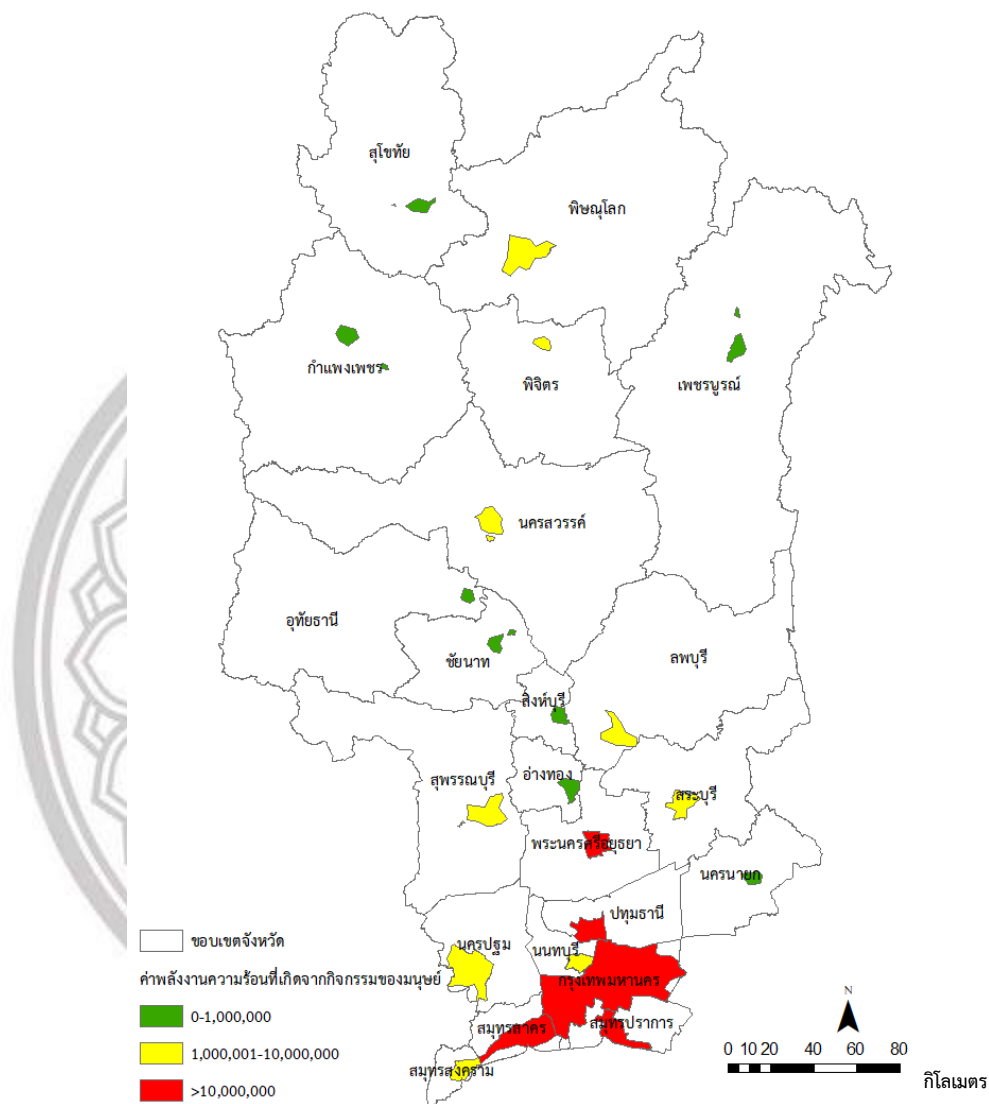 สุโขทัย
พิษณุโลก
กำแพงเพชร
พิจิตร
เพชรบูรณ์
นครสวรรค์
อุทัยธานี
ชัยนาท
ลพบุรี
สิงห์บุรี
อ่างทอง
สุพรรณบุรี
สระบุรี
พระนครศรีอยุธยา
นครนายก
ปทุมธานี
นครปฐม
นนทบุรี
กรุงเทพมหานคร
สมุทรสาคร
สมุทรปราการ
สมุทรสงคราม
ขอบเขตจังหวัด
ค่าพลังงานความร้อนที่เกิดจากกิจกรรมของมนุษย์
0-1,000,000
1,000,001-10,000,000
>10,000,000
N
0 10 20 40 60 80
กิโลเมตร